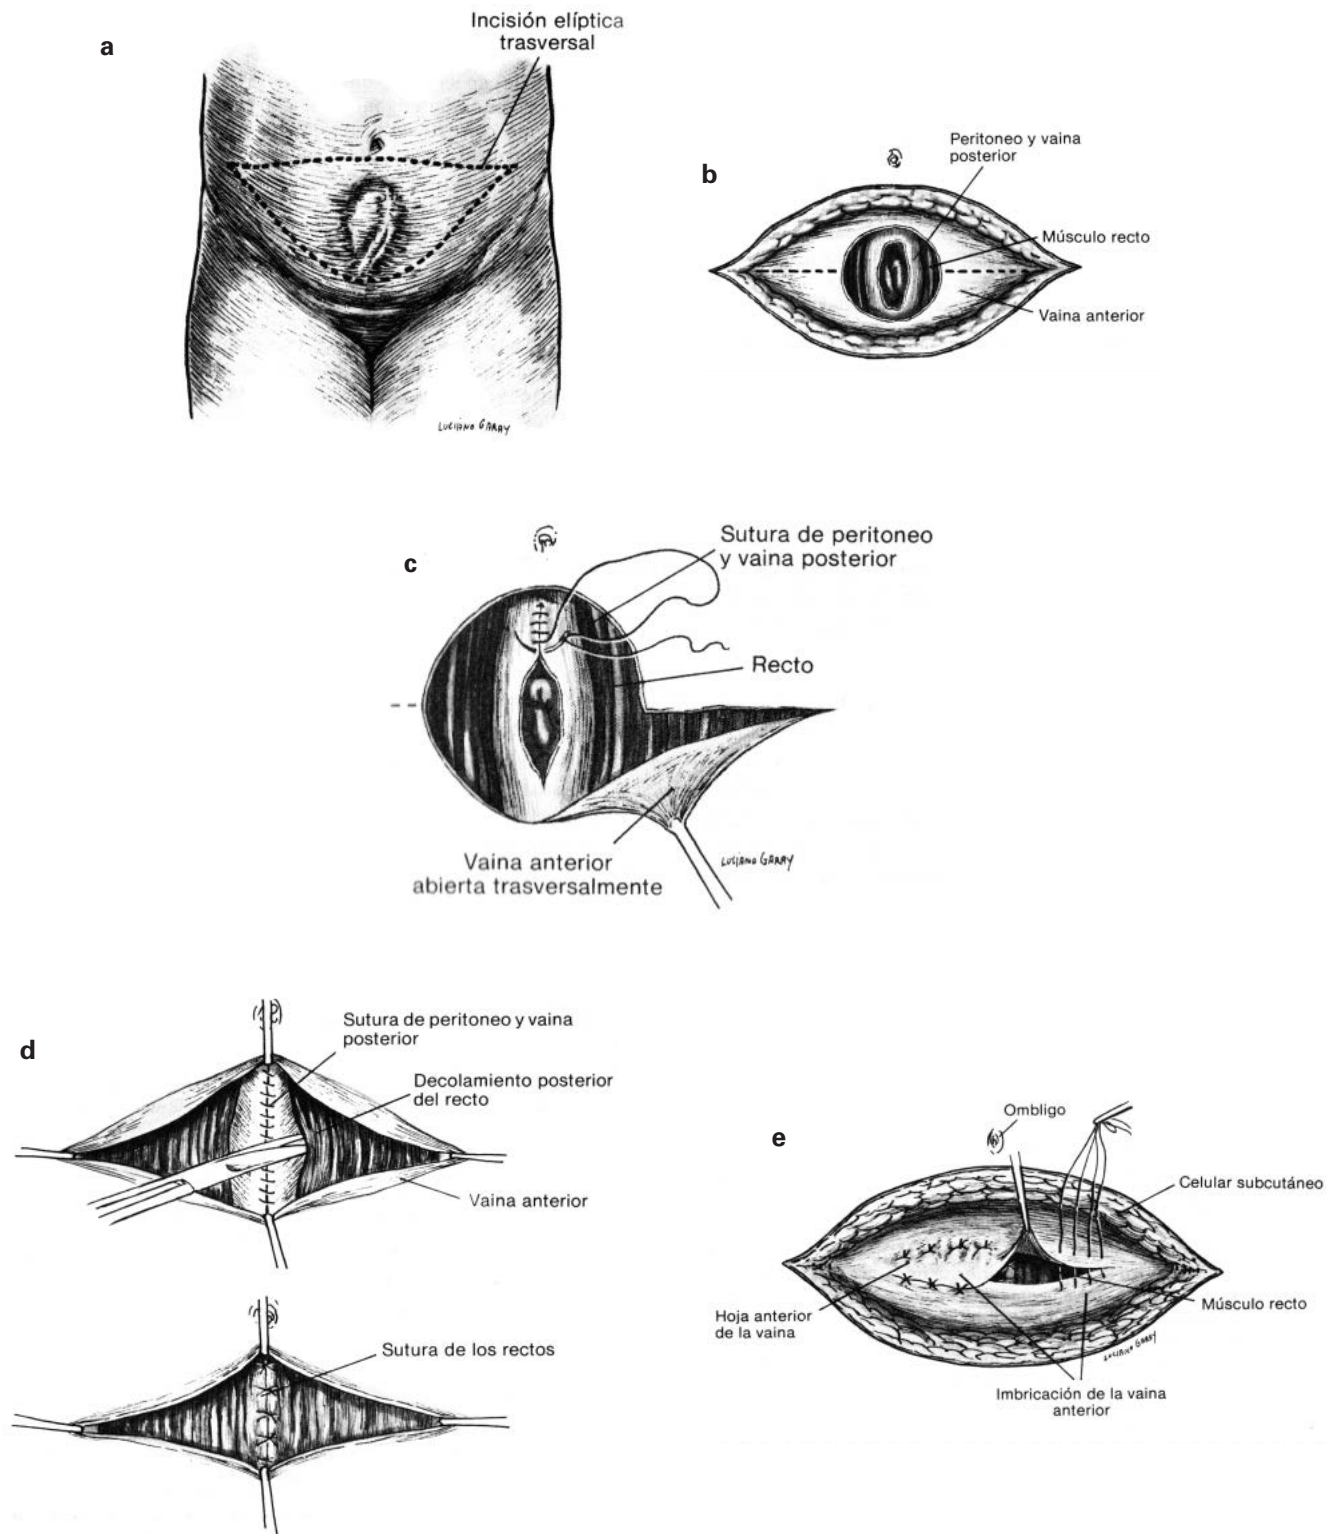 a
Incisión elíptica
trasversal
LUCIANO GARAY
b
Peritoneo y vaina
posterior
Músculo recto
Vaina anterior
c
Sutura de peritoneo
y vaina posterior
Recto
Vaina anterior
abierta trasversalmente
LUCIANO GARAY
d
Sutura de peritoneo y vaina
posterior
Decolamiento posterior
del recto
Vaina anterior
Sutura de los rectos
e
Ombligo
Celular subcutáneo
Músculo recto
Hoja anterior
de la vaina
LUCIANO GARAY
Imbricación de la vaina
anterior